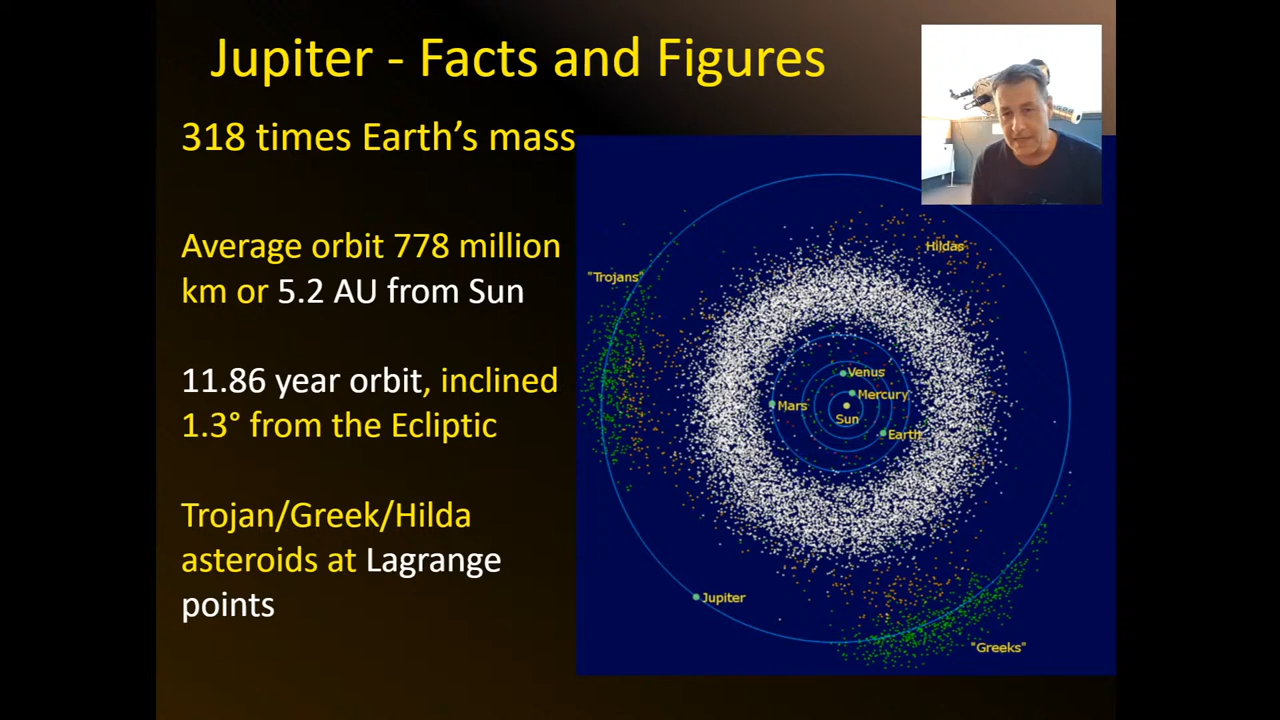 Jupiter - Facts and Figures
318 times Earth’s mass
Average orbit 778 million
km or 5.2 AU from Sun
11.86 year orbit, inclined
1.3° from the Ecliptic
Trojan/Greek/Hilda
asteroids at Lagrange
points
Hildas
"Trojans"
Venus
Mercury
Mars
Sun
Earth
Jupiter
"Greeks"